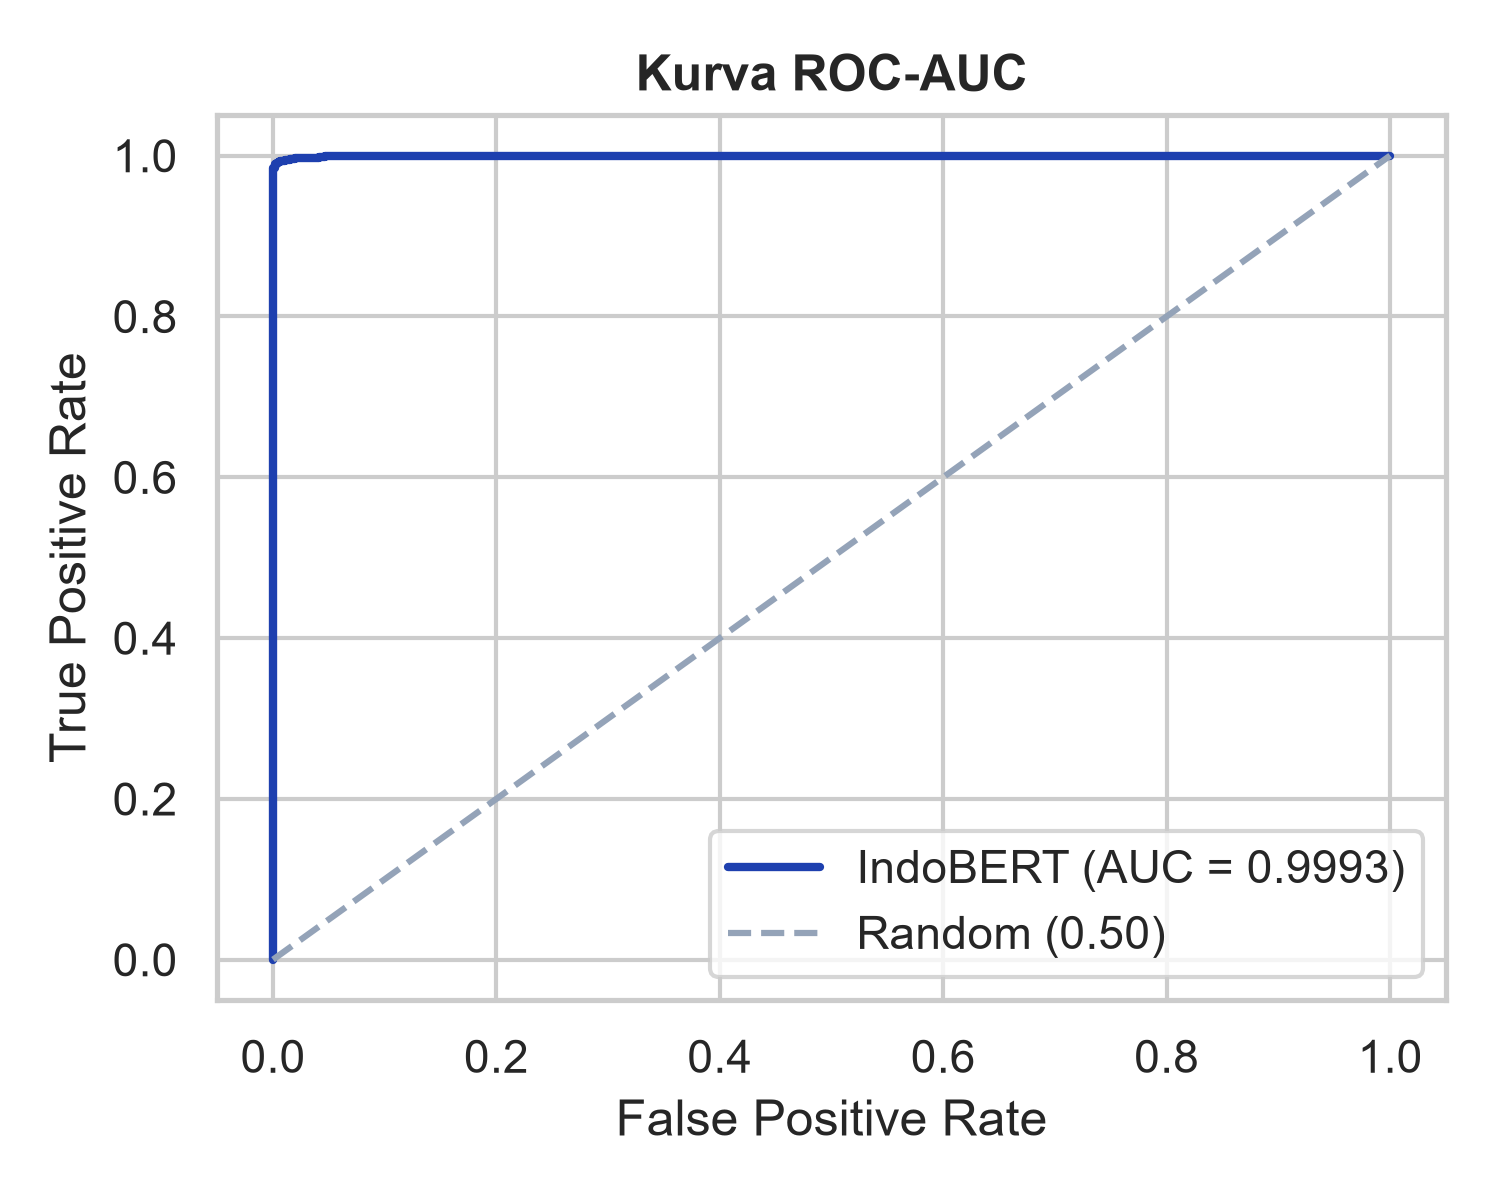 Kurva ROC-AUC
1.0
0.8
0.6
0.4
0.2
0.0
True Positive Rate
IndoBERT (AUC = 0.9993)
Random (0.50)
0.0 0.2 0.4 0.6 0.8 1.0
False Positive Rate